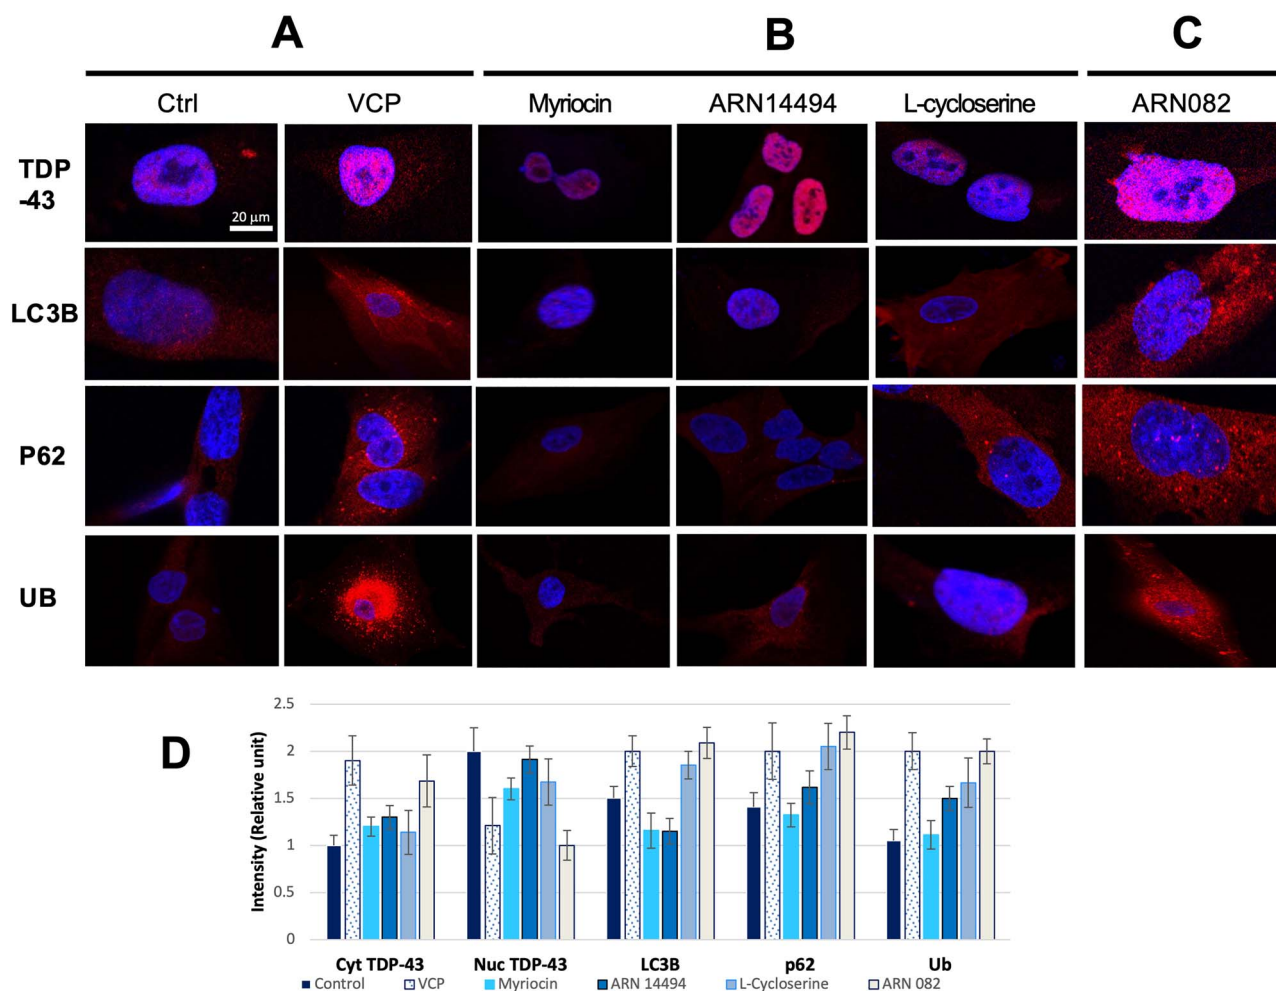 A B C
Ctrl VCP Myriocin ARN14494 L-cycloserine ARN082
TDP
-43
20 µm
LC3B
P62
UB
D
Intensity (Relative unit)
2.5
2
1.5
1
0.5
0
Cyt TDP-43 Nuc TDP-43 LC3B p62 Ub
Control VCP Myriocin ARN 14494 L-Cycloserine ARN 082